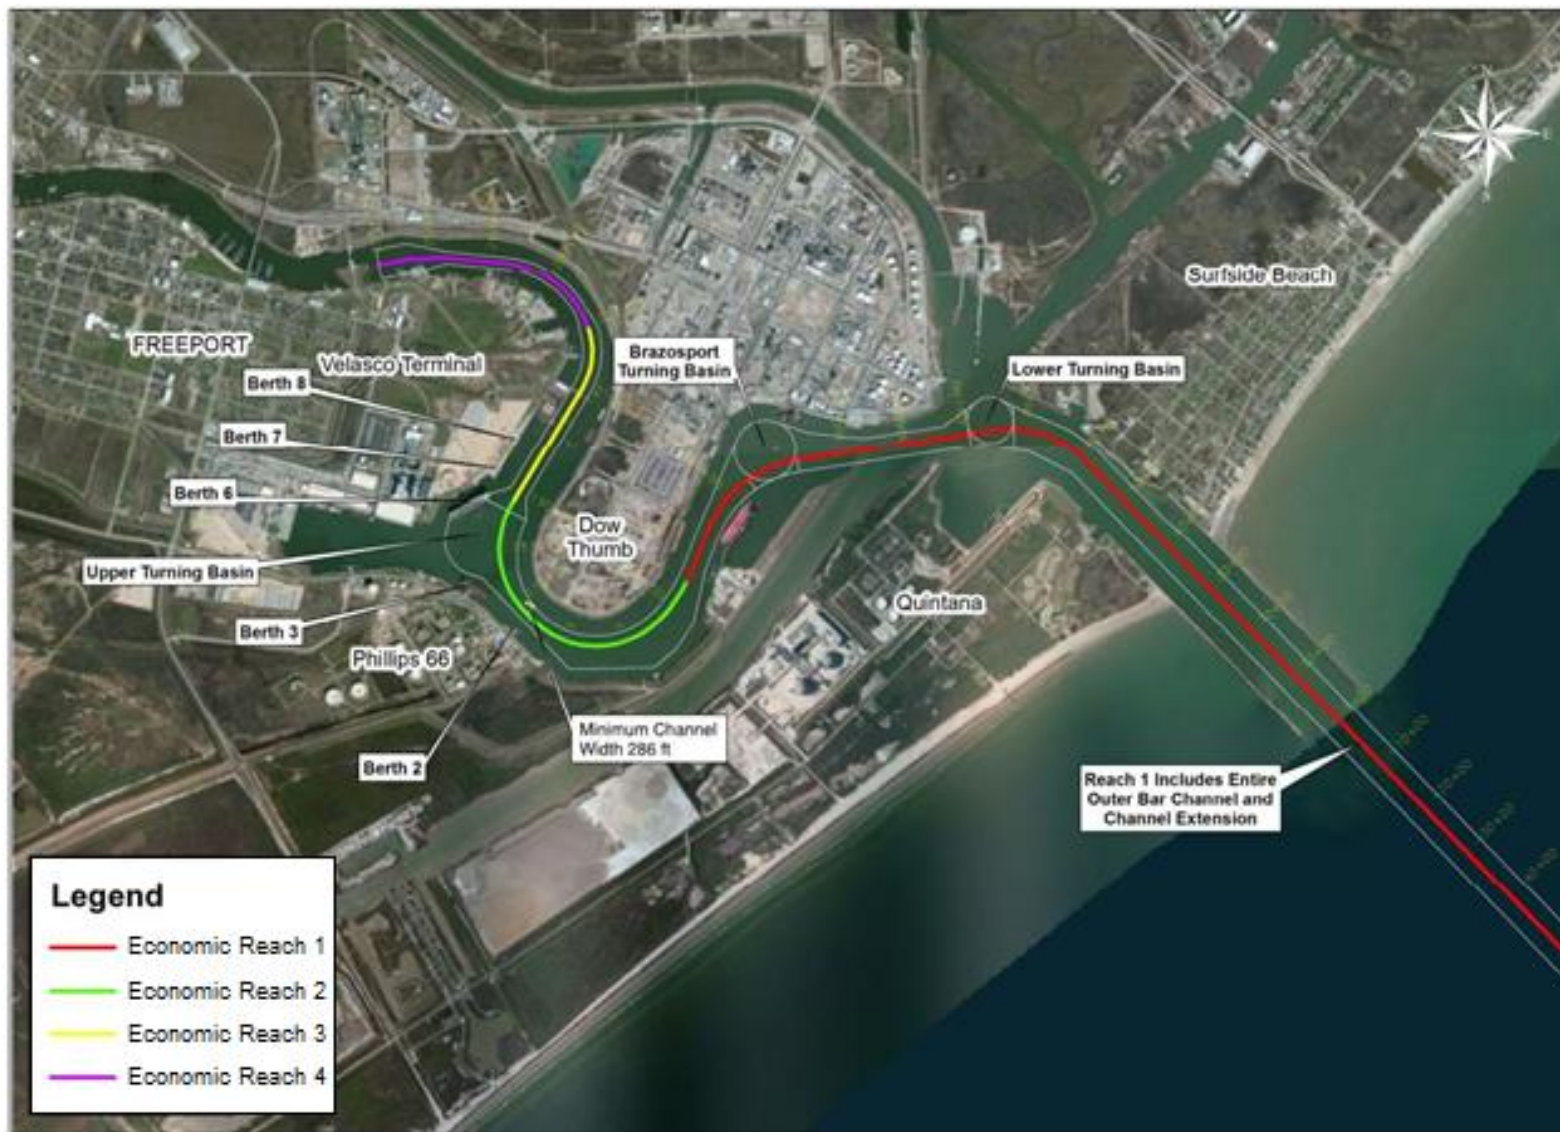 Surfside Beach
FREEPORT
Velasco Terminal
Brazosport
Turning Basin
Lower Turning Basin
Berth 8
Berth 7
Berth 6
Dow
Thumb
Upper Turning Basin
Quintana
Berth 3
Phillips 66
Minimum Channel
Width 286 ft
Berth 2
Reach 1 Includes Entire
Outer Bar Channel and
Channel Extension
Legend
Economic Reach 1
Economic Reach 2
Economic Reach 3
Economic Reach 4